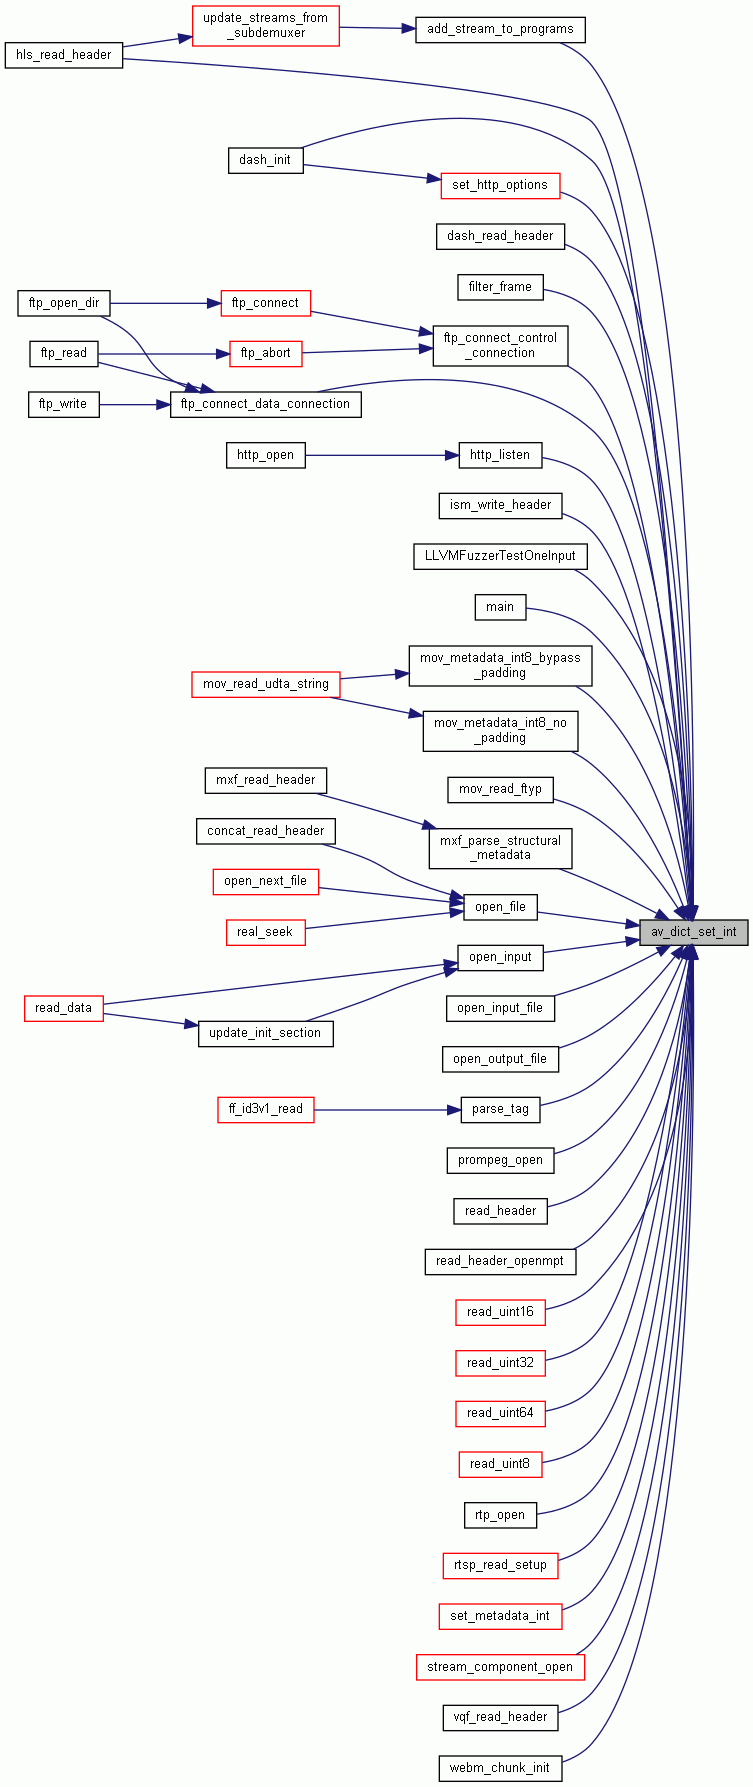 update_streams_from
_subdemuxer
add_stream_to_programs
hls_read_header
dash_init
set_http_options
dash_read_header
filter_frame
ftp_open_dir
ftp_connect
ftp_connect_control
_connection
ftp_read
ftp_abort
ftp_write
ftp_connect_data_connection
http_open
http_listen
ism_write_header
LLVMFuzzerTestOneInput
main
mov_metadata_int8_bypass
_padding
mov_read_udta_string
mov_metadata_int8_no
_padding
mxf_read_header
mov_read_ftyp
concat_read_header
mxf_parse_structural
_metadata
open_next_file
open_file
real_seek
av_dict_set_int
open_input
read_data
open_input_file
update_init_section
open_output_file
ff_id3v1_read
parse_tag
prompeg_open
read_header
read_header_openmpt
read_uint16
read_uint32
read_uint64
read_uint8
rtp_open
rtsp_read_setup
set_metadata_int
stream_component_open
vqf_read_header
webm_chunk_init